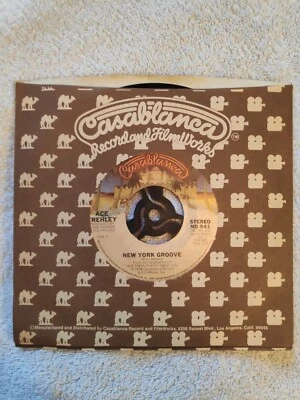 Casablanca
Record and FilmWorks
TM
Casablanca
ACE
FREHLEY
STEREO
NB 941
NEW YORK GROOVE
©Manufactured and Distributed by Casablanca Record and Filmworks, 8255 Sunset Blvd., Los Angeles, Calif. 90046